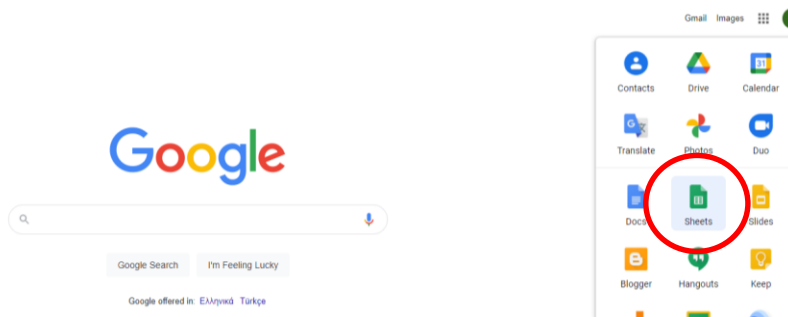 Gmail Images
31
Contacts Drive Calendar
G
Translate Photos Duo
Google
Docs Sheets Slides
Google Search I'm Feeling Lucky
Blogger Hangouts Keep
Google offered in: Ελληνικά Türkçe